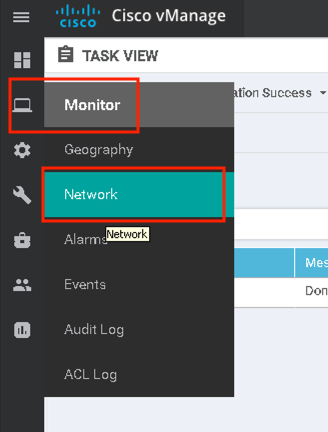 CISCO
Cisco vManage
TASK VIEW
Monitor
ation Success
Geography
Network
Alarms
Network
Mes
Events
Don
Audit Log
ACL Log